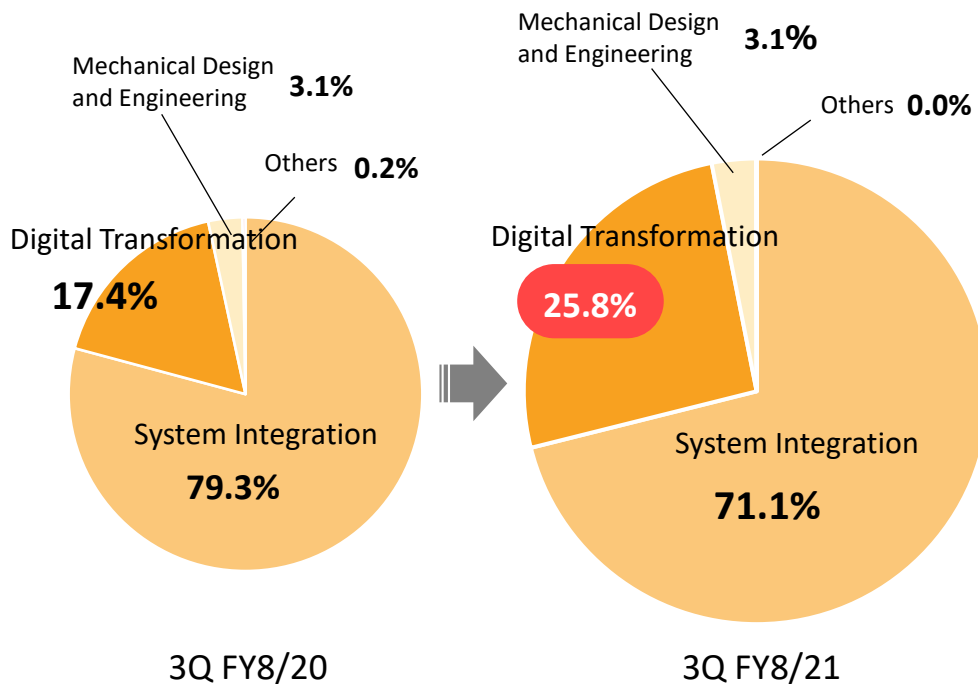 Mechanical Design
and Engineering 3.1%
Others 0.2%
Digital Transformation
17.4%
System Integration
79.3%
3Q FY8/20
Mechanical Design
and Engineering 3.1%
Others 0.0%
Digital Transformation
25.8%
System Integration
71.1%
3Q FY8/21